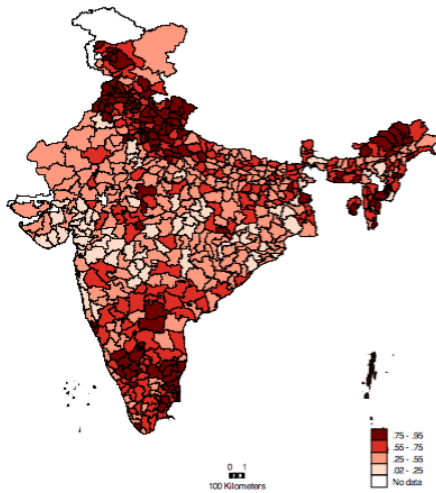 0 1
100 Kilometers
.75 - .95
.55 - .75
.25 - .55
.02 - .25
No data